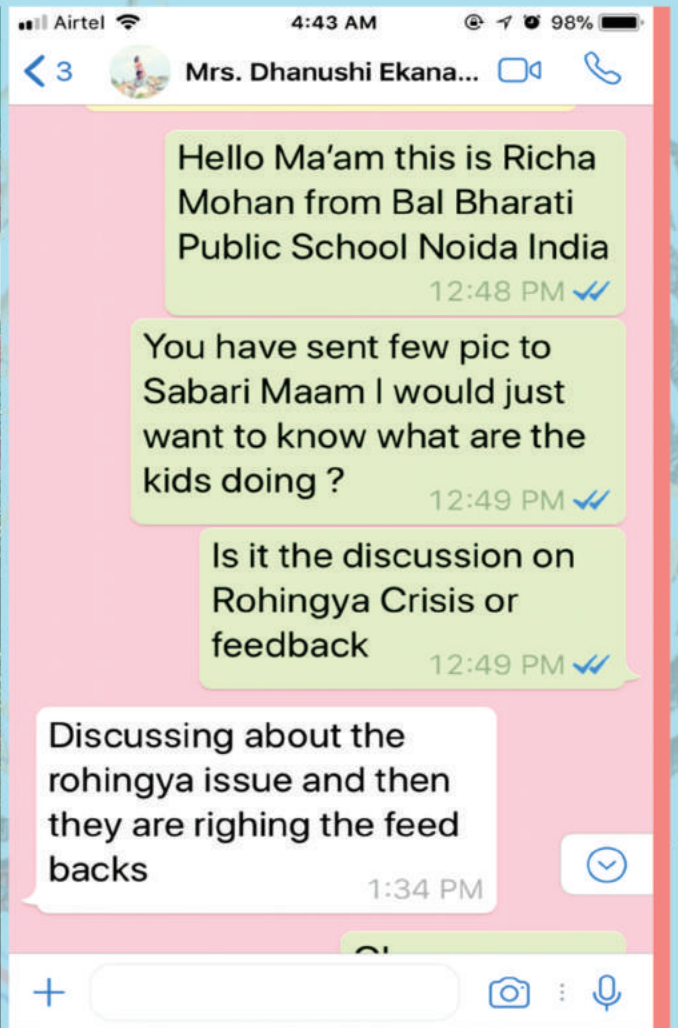 Airtel 4:43 AM 98%
3 Mrs. Dhanushi Ekana...
Hello Ma'am this is Richa
Mohan from Bal Bharati
Public School Noida India
12:48 PM
You have sent few pic to
Sabari Maam I would just
want to know what are the
kids doing ?
12:49 PM
Is it the discussion on
Rohingya Crisis or
feedback
12:49 PM
Discussing about the
rohingya issue and then
they are righing the feed
backs
1:34 PM